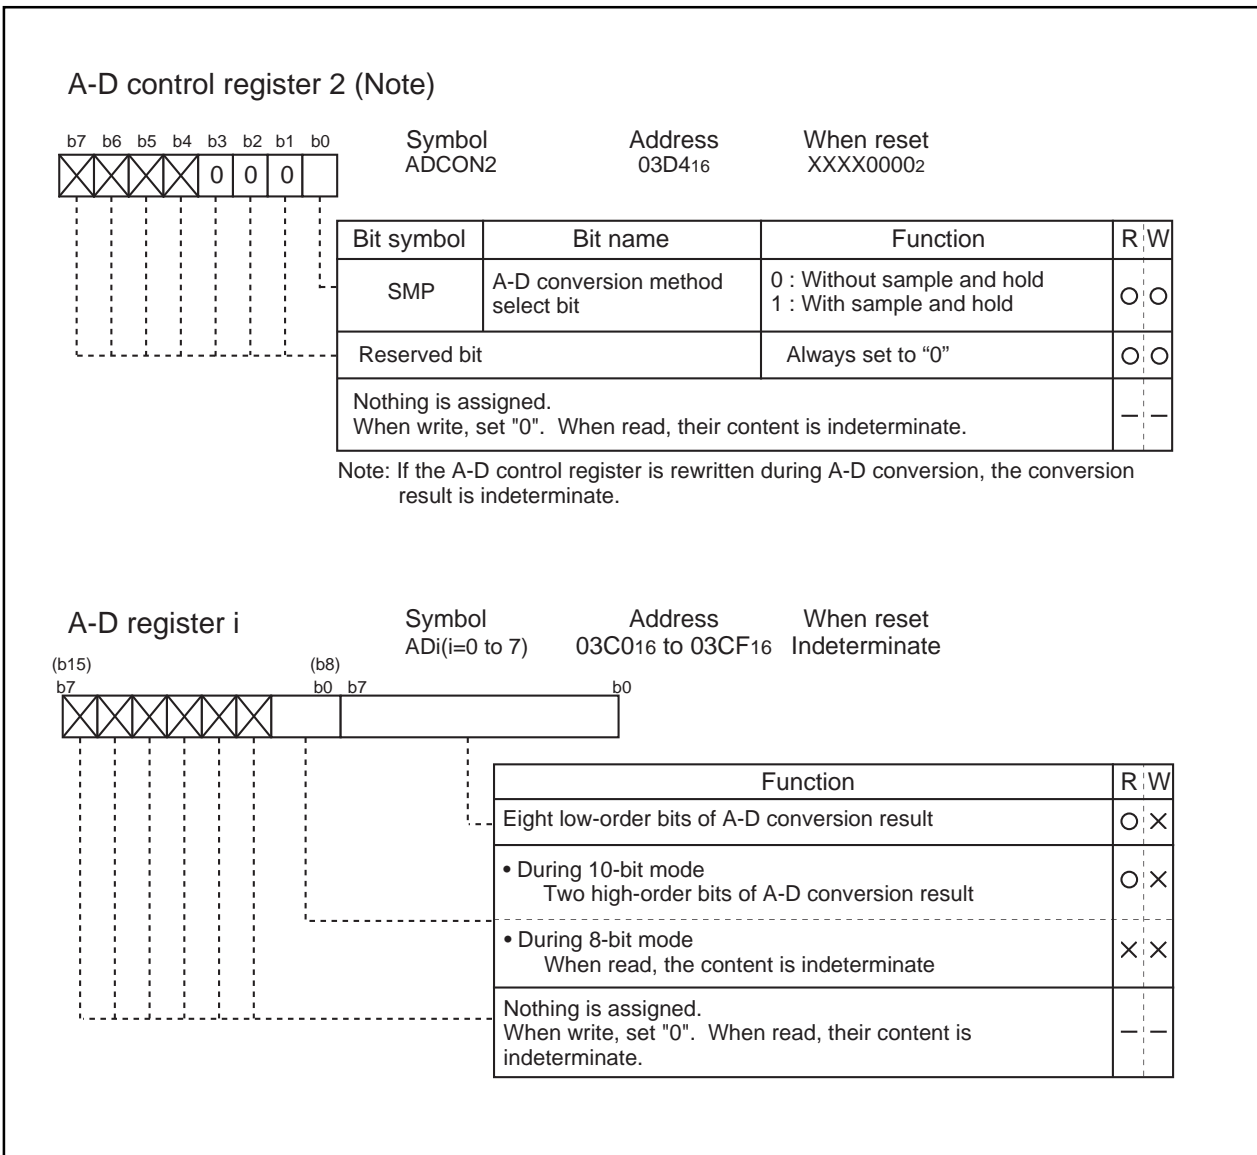 A-D control register 2 (Note)
b7 b6 b5 b4 b3 b2 b1 b0
0 0 0
Symbol Address When reset
ADCON2 03D416 XXXX00002
Bit symbol Bit name Function R W
SMP A-D conversion method select bit 0 : Without sample and hold
1 : With sample and hold
Reserved bit Always set to “0”
Nothing is assigned.
When write, set "0". When read, their content is indeterminate.
Note: If the A-D control register is rewritten during A-D conversion, the conversion
result is indeterminate.
A-D register i
Symbol Address When reset
ADi(i=0 to 7) 03C016 to 03CF16 Indeterminate
(b15) (b8)
b7 b0 b7 b0
Function R W
Eight low-order bits of A-D conversion result
• During 10-bit mode
Two high-order bits of A-D conversion result
• During 8-bit mode
When read, the content is indeterminate
Nothing is assigned.
When write, set "0". When read, their content is
indeterminate.